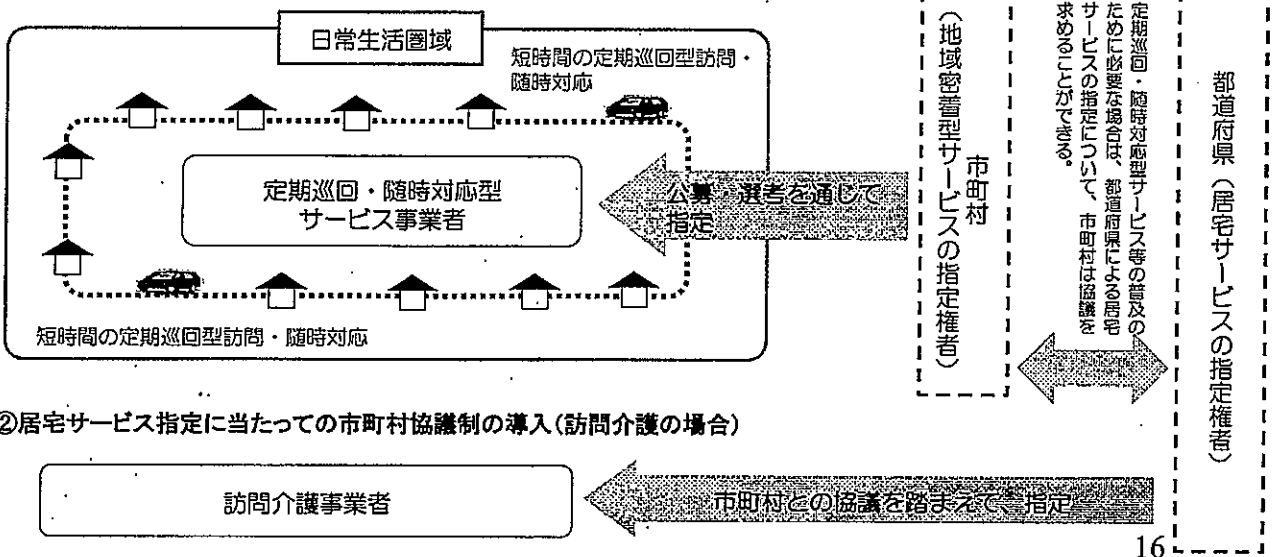 日常生活圏域
短時間の定期巡回型訪問・
随時対応
定期巡回・随時対応型
サービス事業者
公募・選考を通じて
指定
短時間の定期巡回型訪問・随時対応
市町村
（地域密着型サービスの指定権者）
定期巡回・随時対応型サービス等の普及の
ために必要な場合は、都道府県による居宅
サービスの指定について、市町村は協議を
求めることができる。
都道府県（居宅サービスの指定権者）
②居宅サービス指定に当たっての市町村協議制の導入(訪問介護の場合)
訪問介護事業者
市町村との協議を踏まえて、指定
16